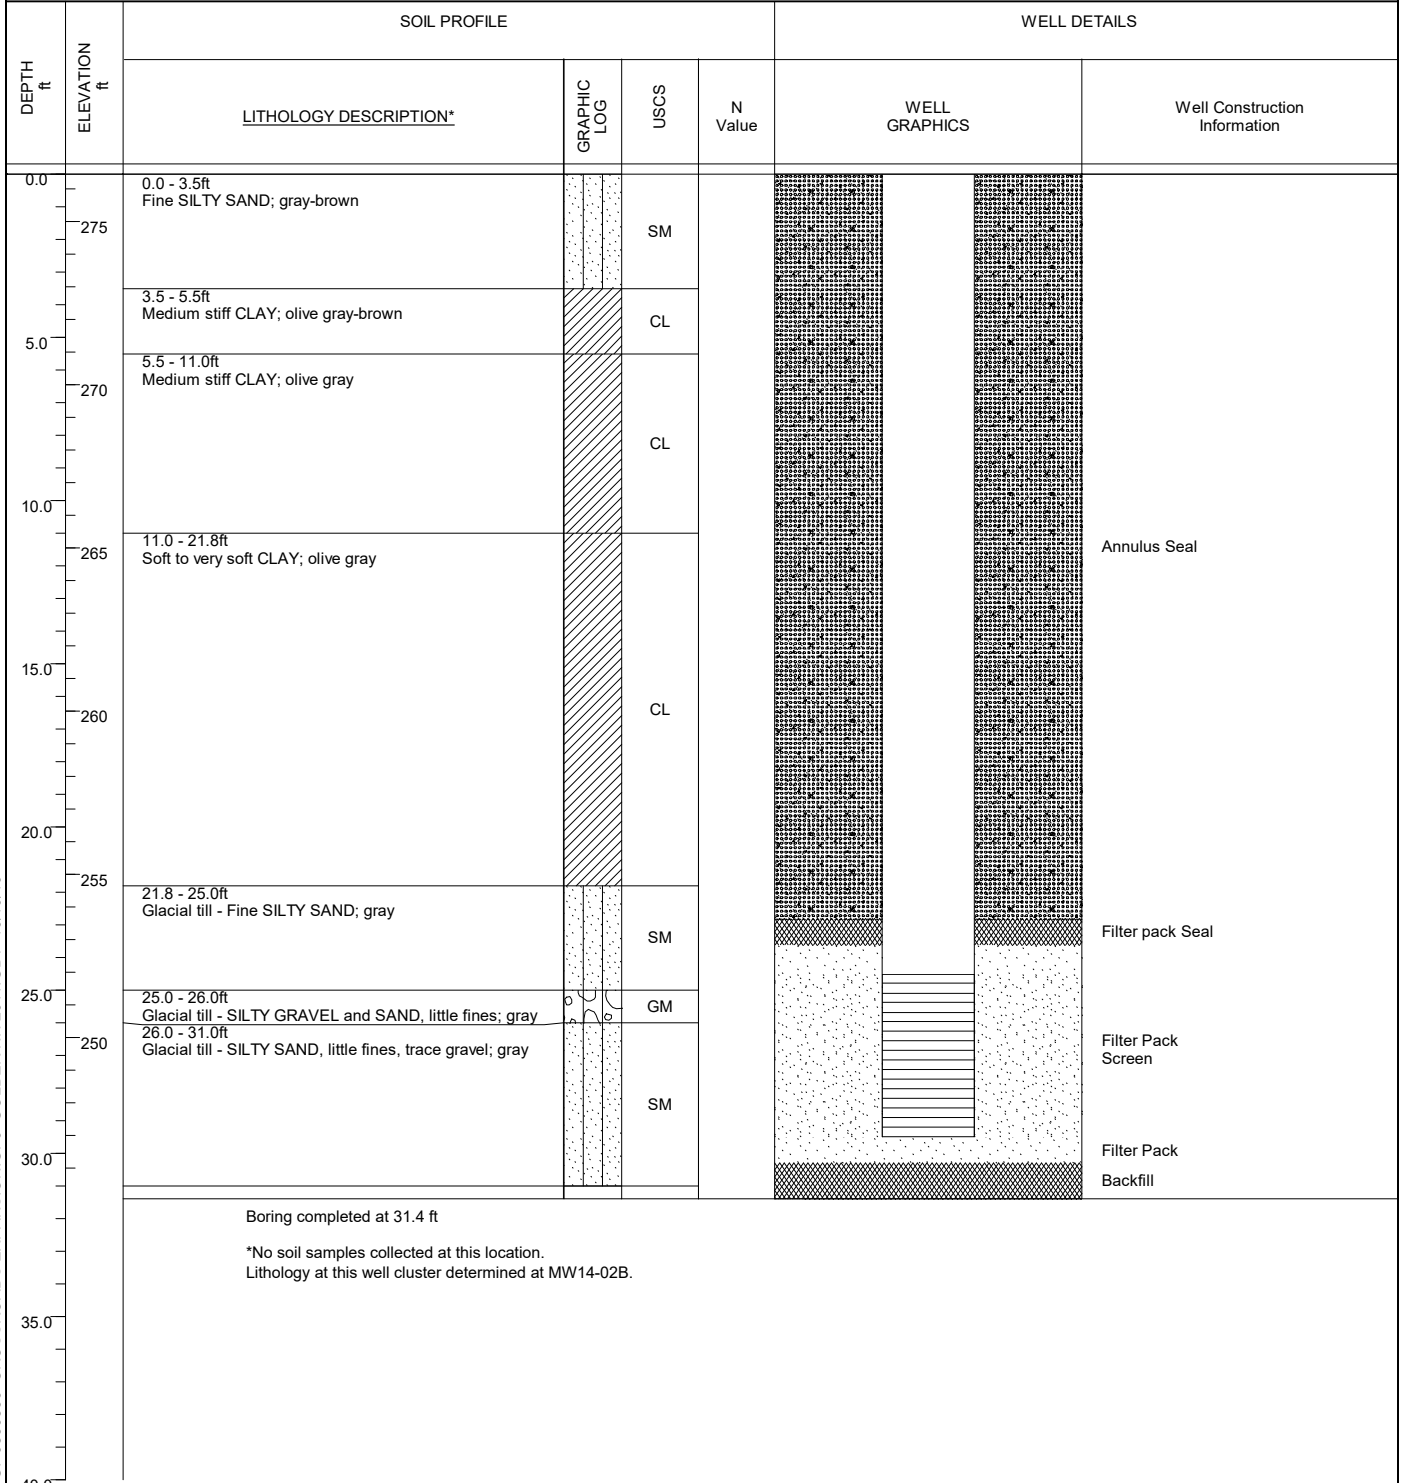 SOIL PROFILE
WELL DETAILS
DEPTH
ft
ELEVATION
ft
LITHOLOGY DESCRIPTION*
GRAPHIC
LOG
USCS
N
Value
WELL
GRAPHICS
Well Construction
Information
0.0
0.0 - 3.5ft
Fine SILTY SAND; gray-brown
275
SM
3.5 - 5.5ft
Medium stiff CLAY; olive gray-brown
CL
5.0
5.5 - 11.0ft
Medium stiff CLAY; olive gray
270
CL
10.0
11.0 - 21.8ft
Soft to very soft CLAY; olive gray
265
Annulus Seal
15.0
260
CL
20.0
255
21.8 - 25.0ft
Glacial till - Fine SILTY SAND; gray
SM
Filter pack Seal
25.0
25.0 - 26.0ft
Glacial till - SILTY GRAVEL and SAND, little fines; gray
GM
26.0 - 31.0ft
Glacial till - SILTY SAND, little fines, trace gravel; gray
250
Filter Pack
Screen
SM
30.0
Filter Pack
Backfill
Boring completed at 31.4 ft
*No soil samples collected at this location.
Lithology at this well cluster determined at MW14-02B.
35.0